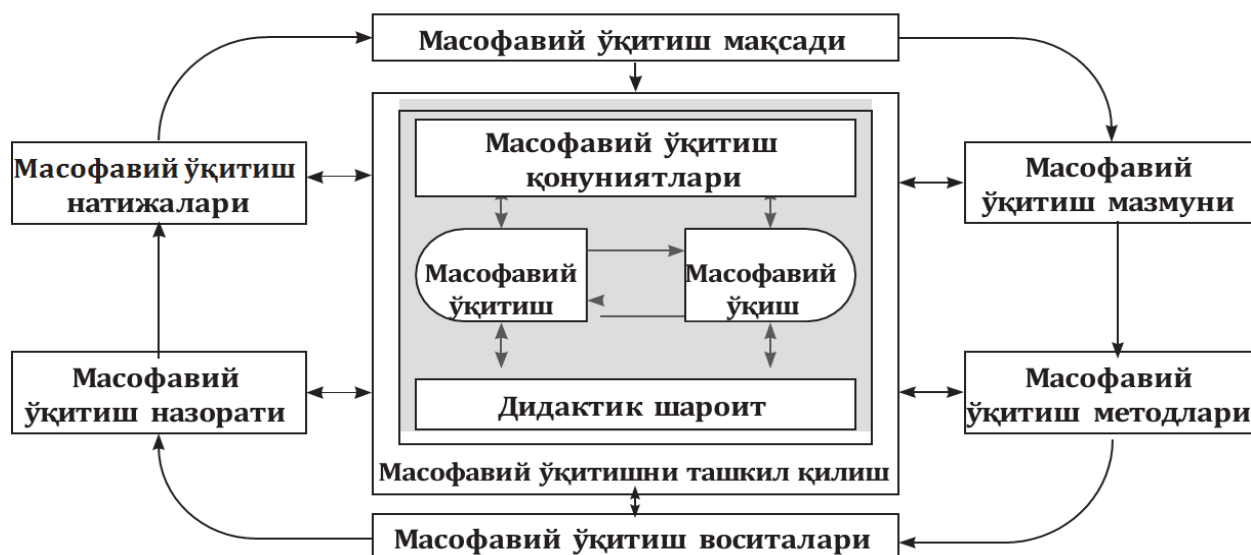 Масофавий ўқитиш мақсади
Масофавий ўқитиш
қонуниятлари
Масофавий ўқитиш
натижалари
Масофавий
ўқитиш мазмуни
Масофавий
ўқитиш
Масофавий
ўқиш
Масофавий
ўқитиш назорати
Дидактик шароит
Масофавий
ўқитиш методлари
Масофавий ўқитишни ташкил қилиш
Масофавий ўқитиш воситалари